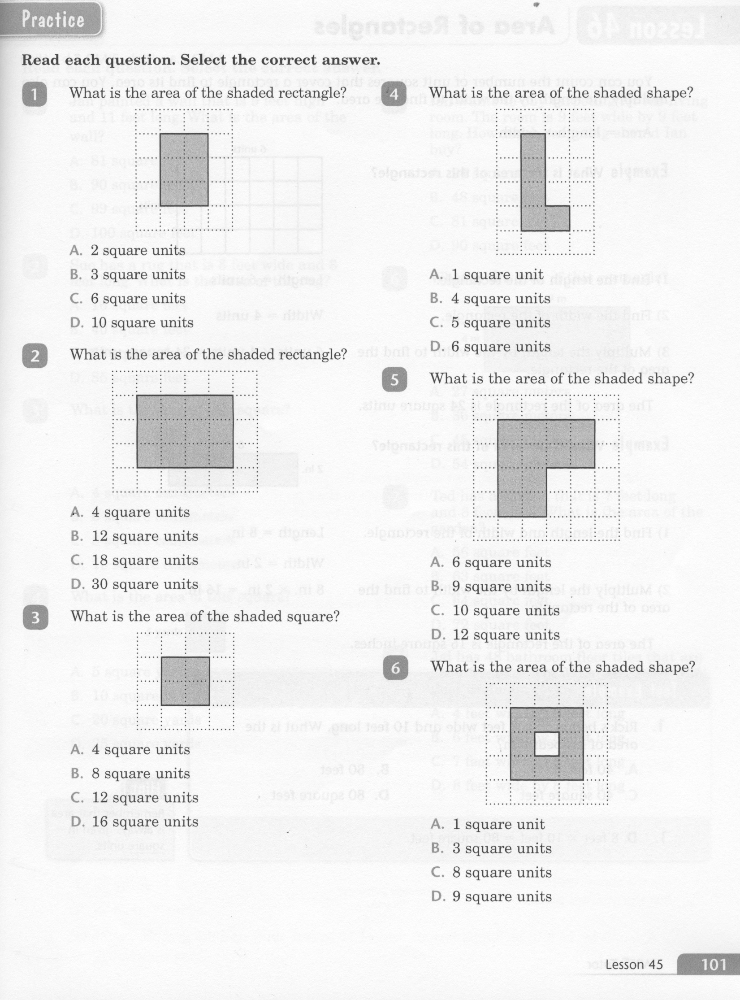 Practice
Read each question. Select the correct answer.
1
What is the area of the shaded rectangle?
A. 2 square units
B. 3 square units
C. 6 square units
D. 10 square units
2
What is the area of the shaded rectangle?
A. 4 square units
B. 12 square units
C. 18 square units
D. 30 square units
3
What is the area of the shaded square?
A. 4 square units
B. 8 square units
C. 12 square units
D. 16 square units
4
What is the area of the shaded shape?
A. 1 square unit
B. 4 square units
C. 5 square units
D. 6 square units
5
What is the area of the shaded shape?
A. 6 square units
B. 9 square units
C. 10 square units
D. 12 square units
6
What is the area of the shaded shape?
A. 1 square unit
B. 3 square units
C. 8 square units
D. 9 square units
Lesson 45
101